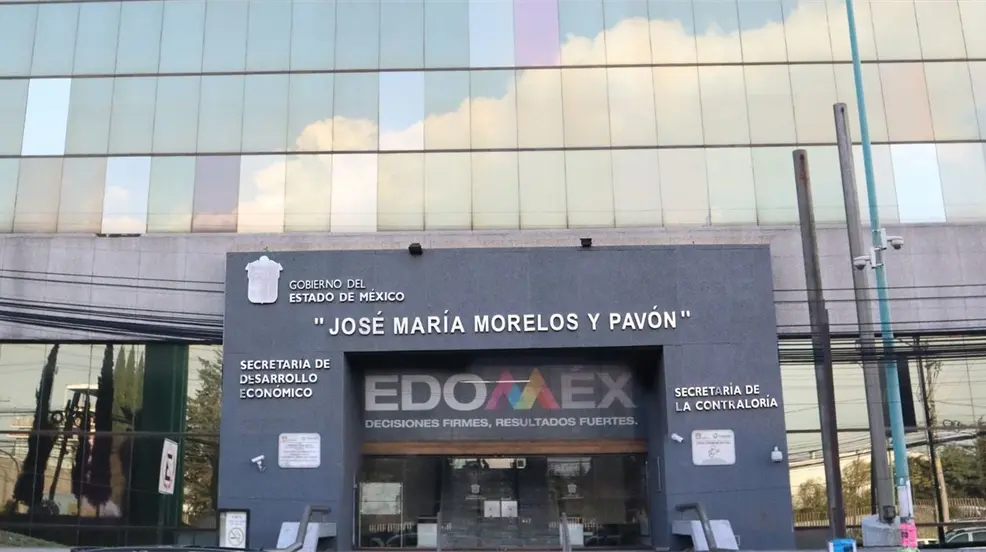 GOBIERNO DEL
ESTADO DE MÉXICO
"JOSÉ MARÍA MORELOS Y PAVÓN"
SECRETARIA DE
DESARROLLO
ECONÓMICO
EDOMÉX
DECISIONES FIRMES, RESULTADOS FUERTES.
SECRETARÍA DE
LA CONTRALORÍA